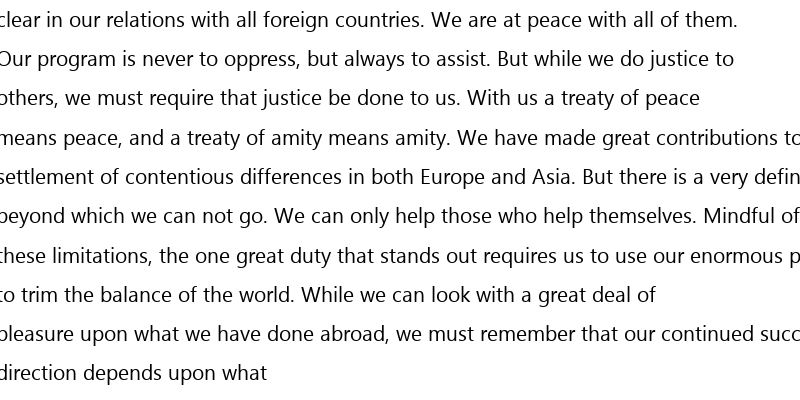 clear in our relations with all foreign countries. We are at peace with all of them.
Our program is never to oppress, but always to assist. But while we do justice to
others, we must require that justice be done to us. With us a treaty of peace
means peace, and a treaty of amity means amity. We have made great contributions to
settlement of contentious differences in both Europe and Asia. But there is a very
beyond which we can not go. We can only help those who help themselves. Mindful of
these limitations, the one great duty that stands out requires us to use our enormous
to trim the balance of the world. While we can look with a great deal of
pleasure upon what we have done abroad, we must remember that our continued
direction depends upon what